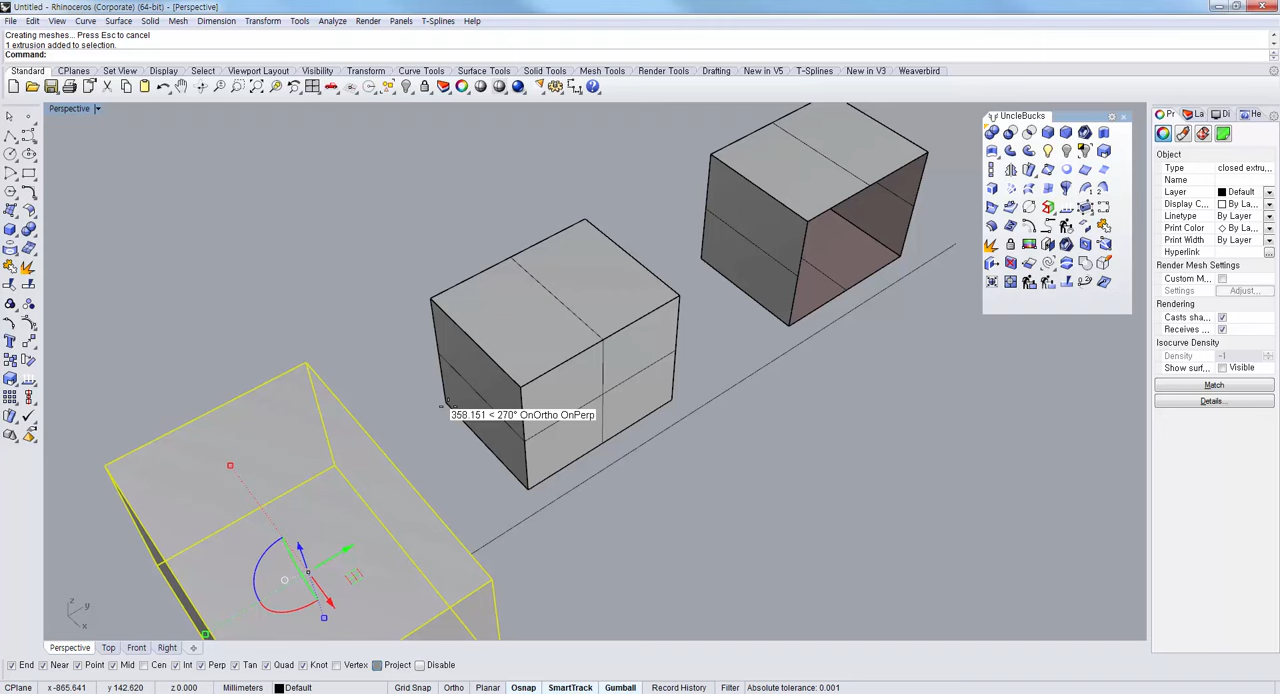 Untitled - Rhinoceros (Corporate) (64-bit) - [Perspective]
File Edit View Curve Surface Solid Mesh Dimension Transform Tools Analyze Render Panels T-Splines Help
Creating meshes... Press Esc to cancel
1 extrusion added to selection.
Command:
Standard CPlanes Set View Display Select Viewport Layout Visibility Transform Curve Tools Surface Tools Solid Tools Mesh Tools Render Tools Drafting New in V5 T-Splines New in V3 Weaverbird
Perspective
UncleBucks
Pr La Di He
Object
Type closed extru...
Name
Layer Default
Display C... By La...
Linetype By Layer
Print Color By La...
Print Width By Layer
Hyperlink ...
Render Mesh Settings
Custom M...
Settings Adjust...
Rendering
Casts sha...
Receives ...
Isocurve Density
Density -1
Show surf... Visible
Match
Details...
358.151 < 270° OnOrtho OnPerp
z
y
x
Perspective Top Front Right
End Near Point Mid Cen Int Perp Tan Quad Knot Vertex Project Disable
CPlane x -865.641 y 142.620 z 0.000 Millimeters Default Grid Snap Ortho Planar Osnap SmartTrack Gumball Record History Filter Absolute tolerance: 0.001